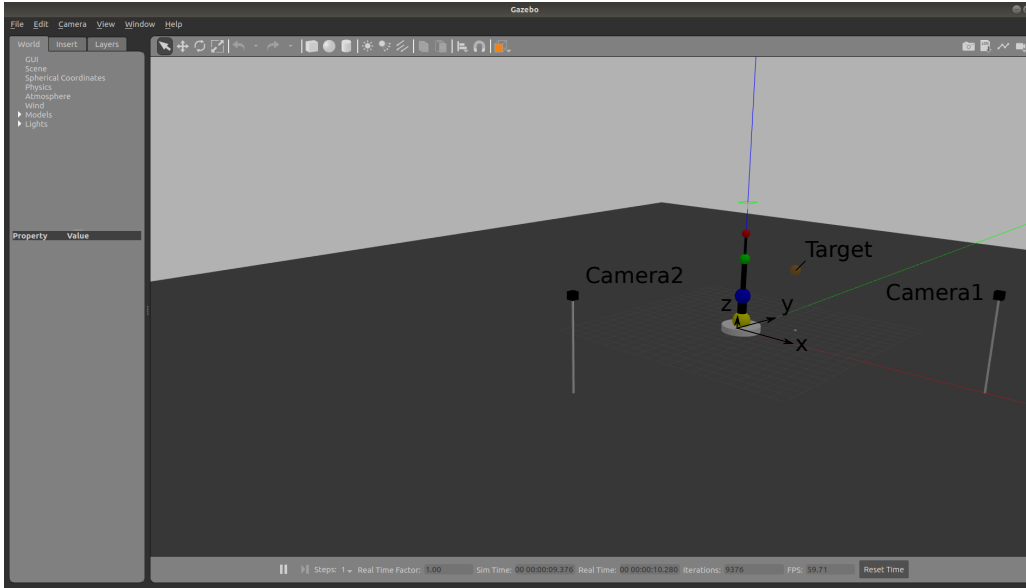 Gazebo
File Edit Camera View Window Help
World Insert Layers
GUI
Scene
Spherical Coordinates
Physics
Atmosphere
Wind
Models
Lights
Property Value
Target
Camera2
Camera1
z
y
x
Steps: 1 Real Time Factor: 1.00 Sim Time: 00 00:00:09.376 Real Time: 00 00:00:10.280 Iterations: 9376 FPS: 59.71 Reset Time